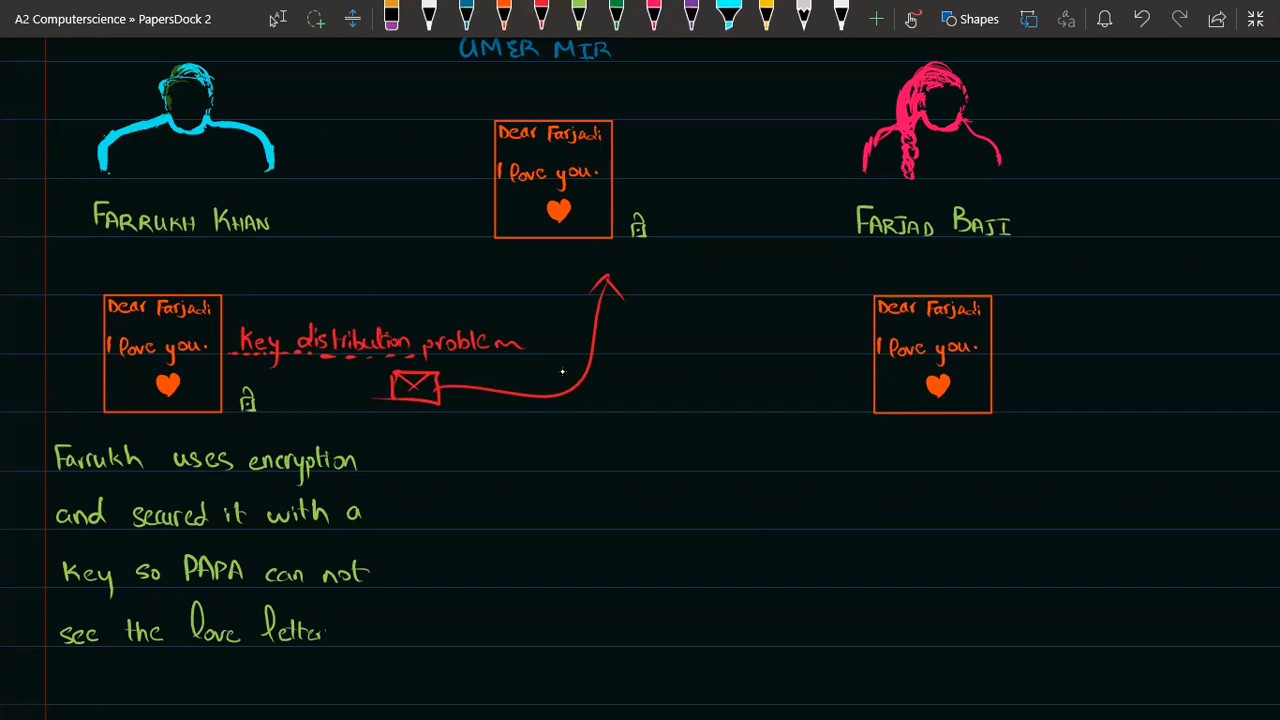 A2 Computerscience » PapersDock 2
Shapes
UMER MIR
Dear Farjadi
I love you.
FARRUKH KHAN
FARJAD BAJI
Dear Farjadi
I love you.
Key distribution problem
Dear Farjadi
I love you.
Farrukh uses encryption
and secured it with a
key so PAPA can not
see the love letter